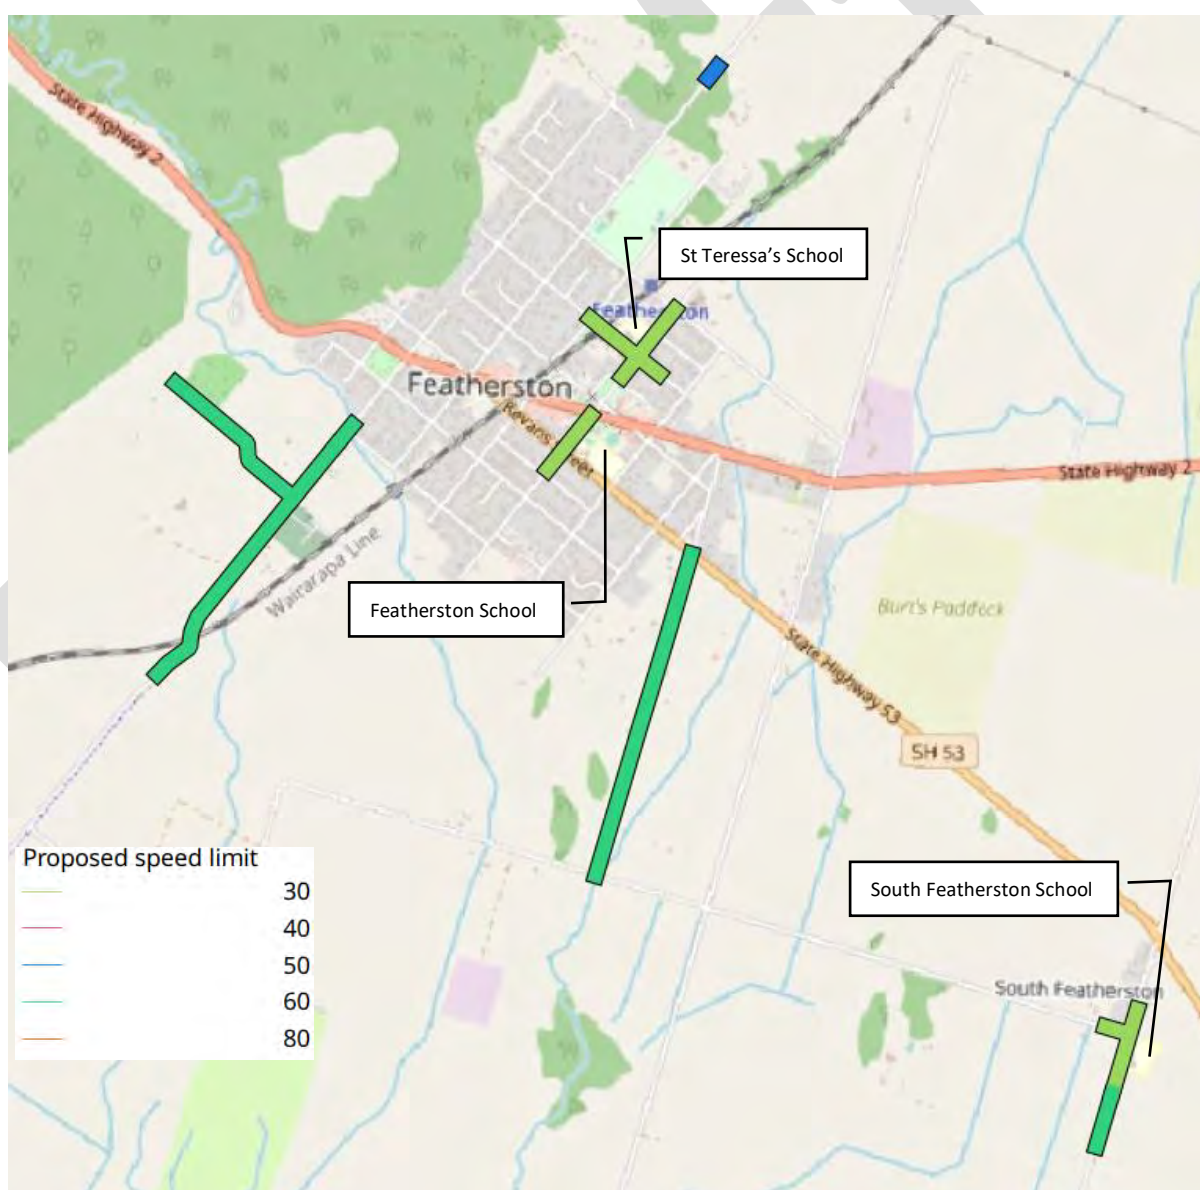 State Highway 2
St Teressa's School
Featherston
Featherston
Revans Street
State Highway 2
Wairarapa Line
Featherston School
Burt's Paddock
State Highway 53
SH 53
Proposed speed limit
30
40
50
60
80
South Featherston School
South Featherston